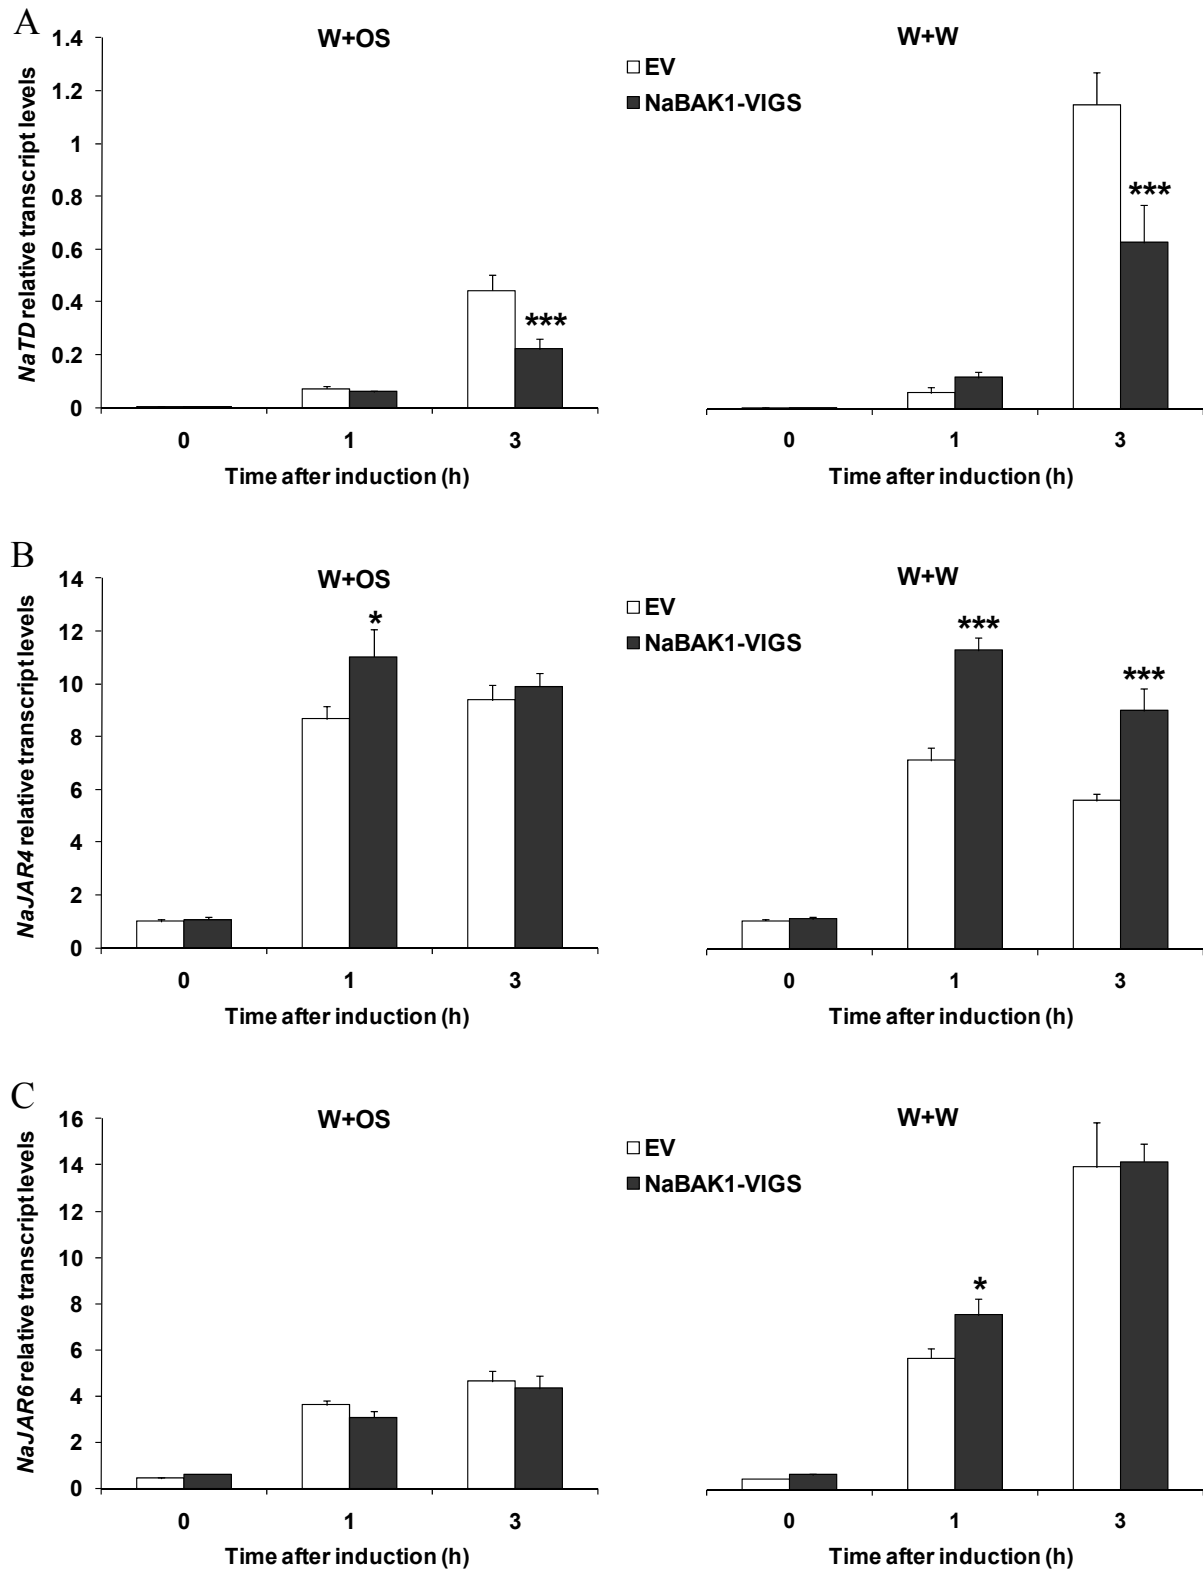 A
W+OS
W+W
EV
NaBAK1-VIGS
NaTD relative transcript levels
1.4
1.2
1
0.8
0.6
0.4
0.2
0
***
***
0 1 3
0 1 3
Time after induction (h)
Time after induction (h)
B
W+OS
W+W
EV
NaBAK1-VIGS
NaJAR4 relative transcript levels
14
12
10
8
6
4
2
0
*
***
***
0 1 3
0 1 3
Time after induction (h)
Time after induction (h)
C
W+OS
W+W
EV
NaBAK1-VIGS
NaJAR6 relative transcript levels
16
14
12
10
8
6
4
2
0
*
0 1 3
0 1 3
Time after induction (h)
Time after induction (h)